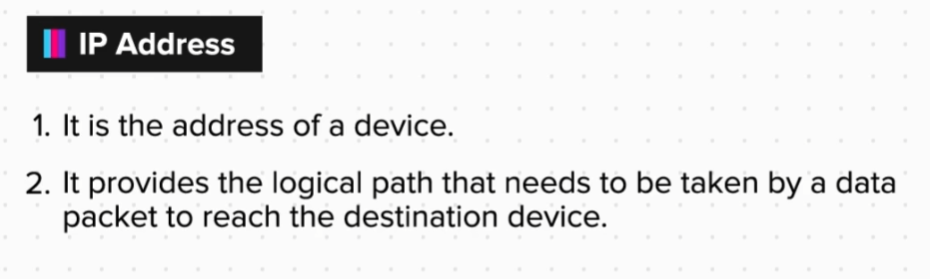 IP Address
1. It is the address of a device.
2. It provides the logical path that needs to be taken by a data
packet to reach the destination device.